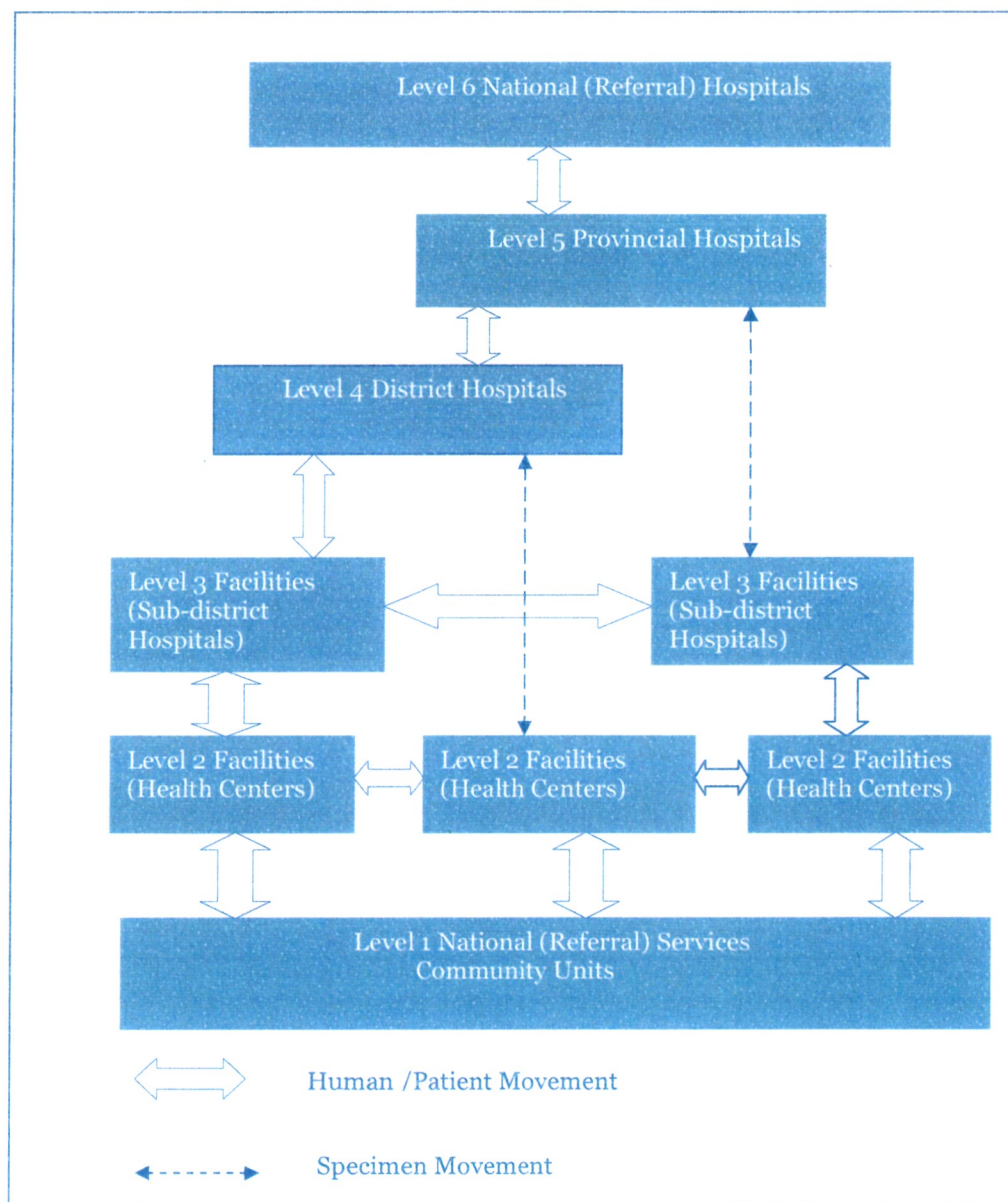 Level 6 National (Referral) Hospitals
Level 5 Provincial Hospitals
Level 4 District Hospitals
Level 3 Facilities
(Sub-district
Hospitals)
Level 3 Facilities
(Sub-district
Hospitals)
Level 2 Facilities
(Health Centers)
Level 2 Facilities
(Health Centers)
Level 2 Facilities
(Health Centers)
Level 1 National (Referral) Services
Community Units
Human /Patient Movement
Specimen Movement